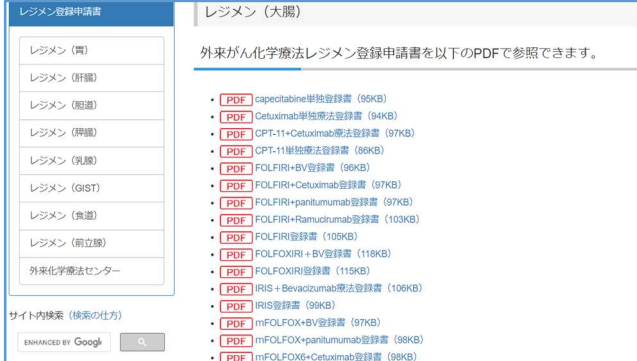 レジメン登録申請書
レジメン（胃）
レジメン（肝臓）
レジメン（胆道）
レジメン（膵臓）
レジメン（乳腺）
レジメン（GIST）
レジメン（食道）
レジメン（前立腺）
外来化学療法センター
サイト内検索（検索の仕方）
ENHANCED BY Google
レジメン（大腸）
外来がん化学療法レジメン登録申請書を以下のPDFで参照できます。
• PDF capecitabine単独登録書（95KB）
• PDF Cetuximab単独療法登録書（94KB）
• PDF CPT-11+Cetuximab療法登録書（97KB）
• PDF CPT-11単独療法登録書（86KB）
• PDF FOLFIRI+BV登録書（96KB）
• PDF FOLFIRI+Cetuximab登録書（97KB）
• PDF FOLFIRI+panitumumab登録書（97KB）
• PDF FOLFIRI+Ramucirumab登録書（103KB）
• PDF FOLFIRI登録書（105KB）
• PDF FOLFOXIRI＋BV登録書（118KB）
• PDF FOLFOXIRI登録書（115KB）
• PDF IRIS＋Bevacizumab療法登録書（106KB）
• PDF IRIS登録書（99KB）
• PDF mFOLFOX+BV登録書（97KB）
• PDF mFOLFOX+panitumumab登録書（98KB）
• PDF mFOLFOX6+Cetuximab登録書（98KB）